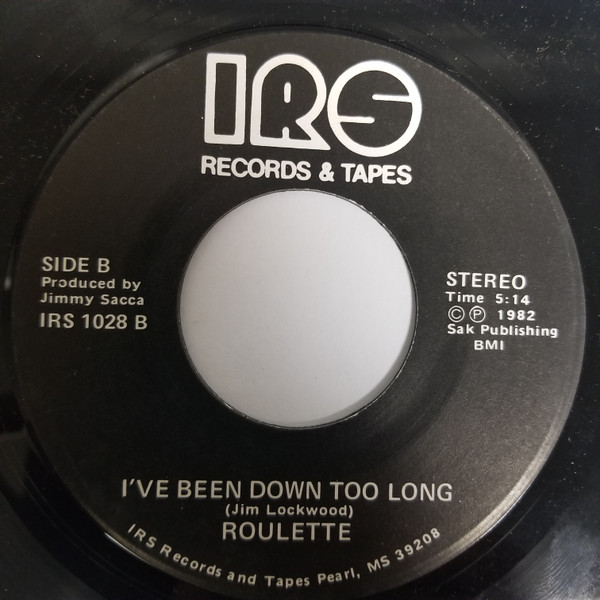 IRS
RECORDS & TAPES
SIDE B
Produced by
Jimmy Sacca
IRS 1028 B
STEREO
Time 5:14
© ℗ 1982
Sak Publishing
BMI
I'VE BEEN DOWN TOO LONG
(Jim Lockwood)
ROULETTE
IRS Records and Tapes Pearl, MS 39208